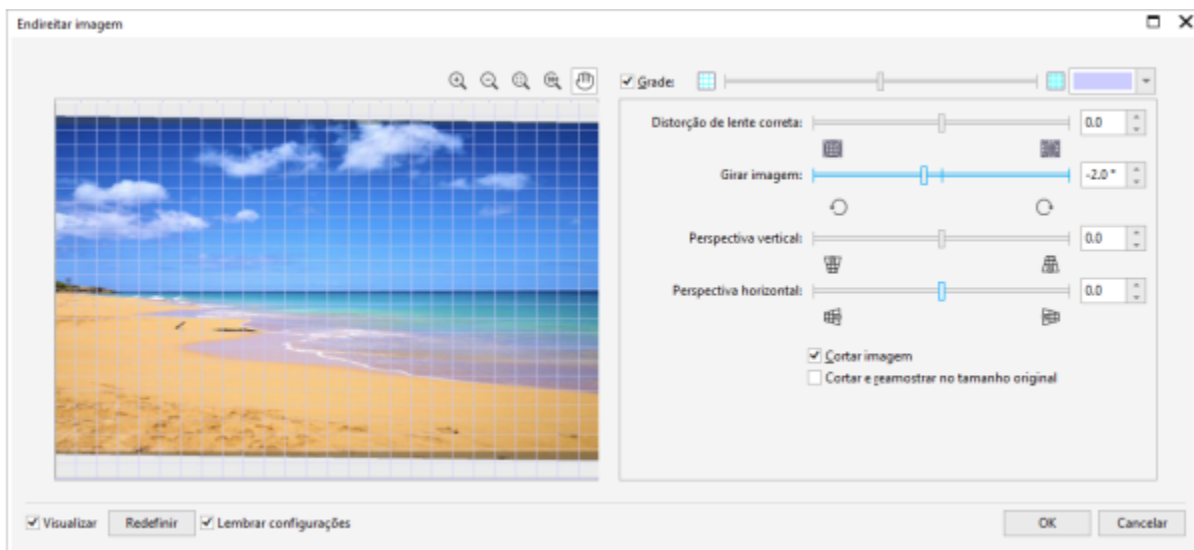 Endireitar imagem
Grade:
Distorção de lente correta: 0.0
Girar imagem: -2.0 °
Perspectiva vertical: 0.0
Perspectiva horizontal: 0.0
Cortar imagem
Cortar e reamostrar no tamanho original
Visualizar Redefinir Lembrar configurações OK Cancelar